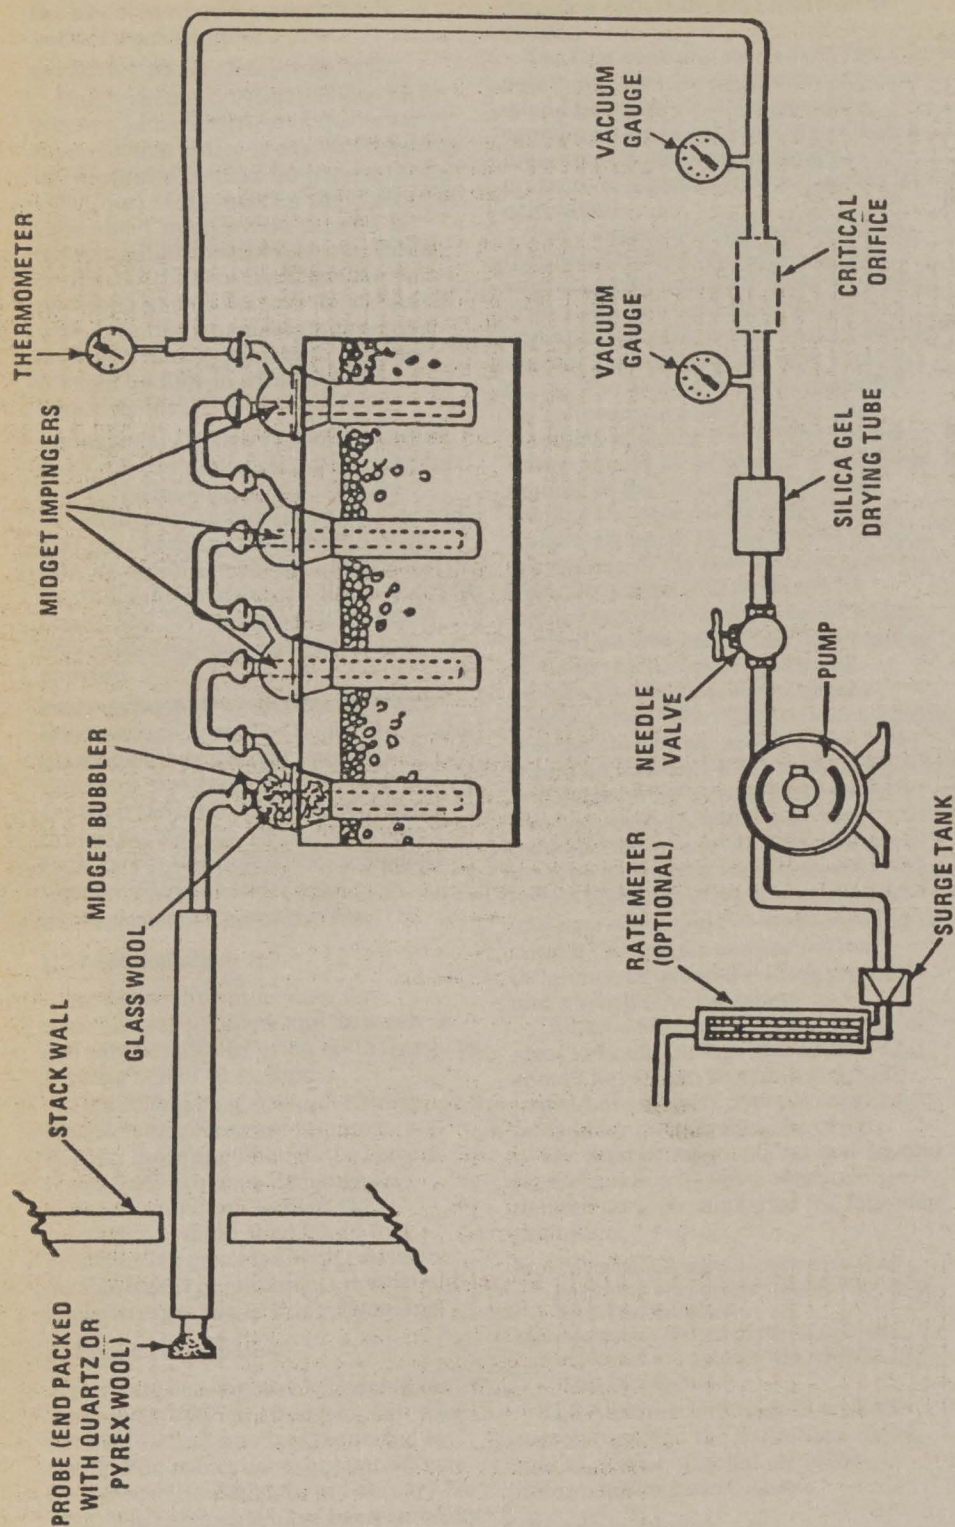 PROBE (END PACKED
WITH QUARTZ OR
PYREX WOOL)
STACK WALL
GLASS WOOL
MIDGET BUBBLER
MIDGET IMPINGERS
THERMOMETER
RATE METER
(OPTIONAL)
SURGE TANK
NEEDLE
VALVE
PUMP
SILICA GEL
DRYING TUBE
VACUUM
GAUGE
CRITICAL
ORIFICE
VACUUM
GAUGE